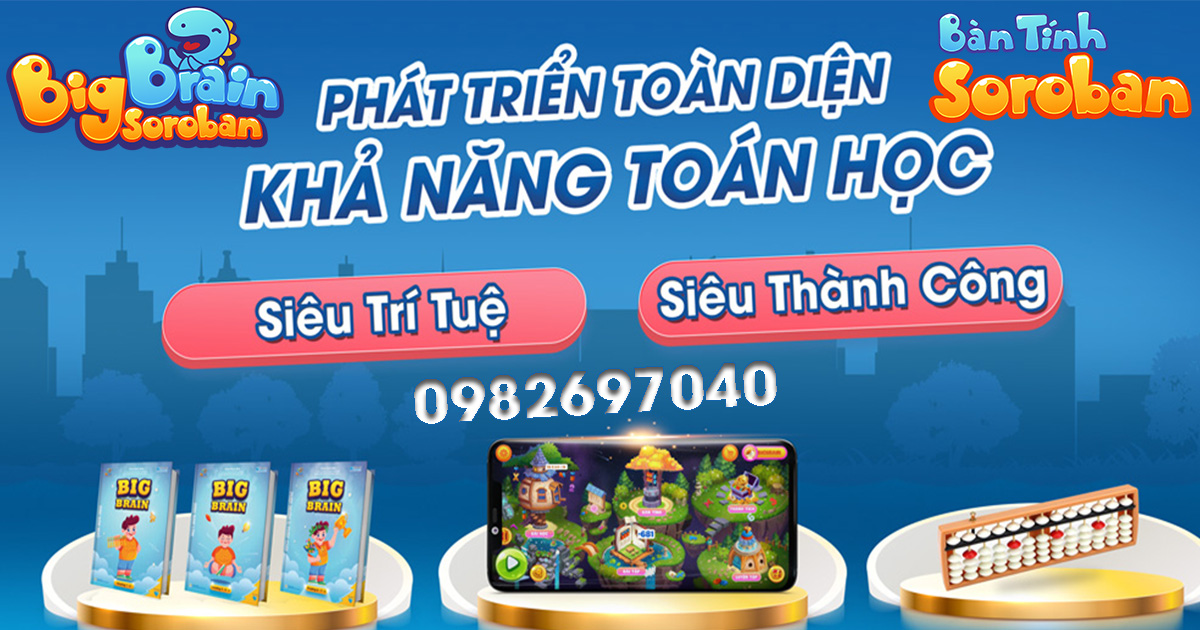 Big Brain
Soroban
Bàn Tính
Soroban
PHÁT TRIỂN TOÀN DIỆN
KHẢ NĂNG TOÁN HỌC
Siêu Trí Tuệ
Siêu Thành Công
0982697040
BIG
BRAIN
BIG
BRAIN
BIG
BRAIN